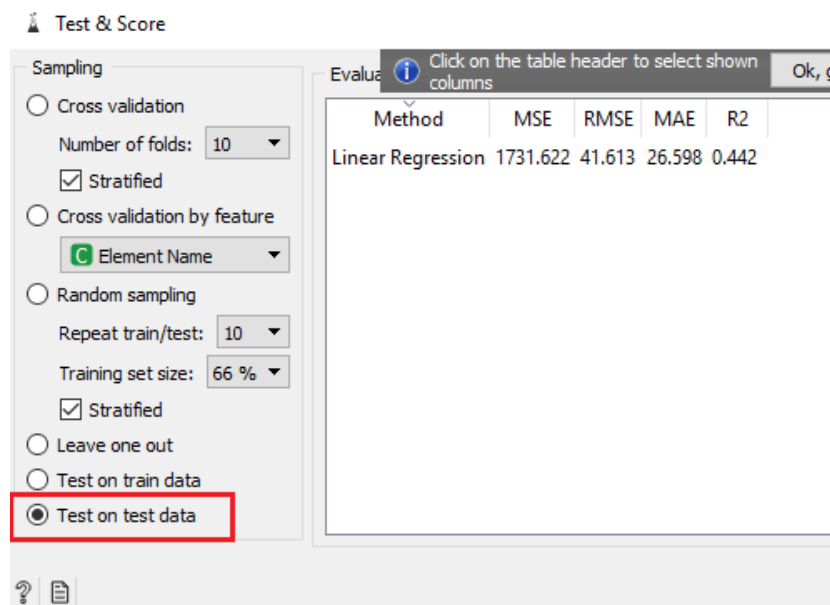 Test & Score
Sampling
Cross validation
Number of folds: 10
Stratified
Cross validation by feature
C Element Name
Random sampling
Repeat train/test: 10
Training set size: 66 %
Stratified
Leave one out
Test on train data
Test on test data
?
Click on the table header to select shown
columns
Ok,
Method MSE RMSE MAE R2
Linear Regression 1731.622 41.613 26.598 0.442